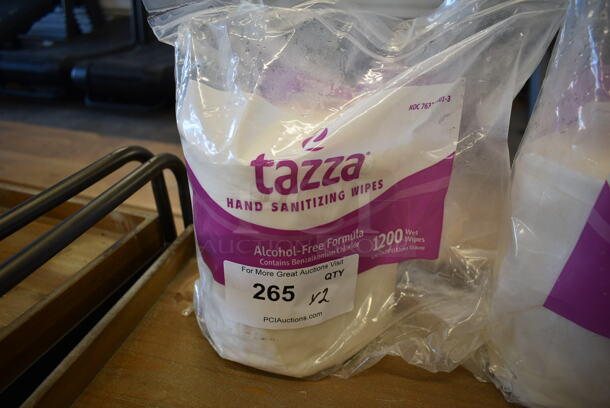 tazza
HAND SANITIZING WIPES
Alcohol-Free Formula
Contains Benzalkonium Chloride
1200 Wet Wipes
For More Great Auctions Visit
QTY
265 x2
PCIAuctions.com